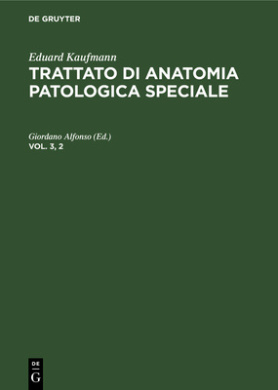 DE GRUYTER
Eduard Kaufmann
TRATTATO DI ANATOMIA
PATOLOGICA SPECIALE
Giordano Alfonso (Ed.)
VOL. 3, 2
DE
G